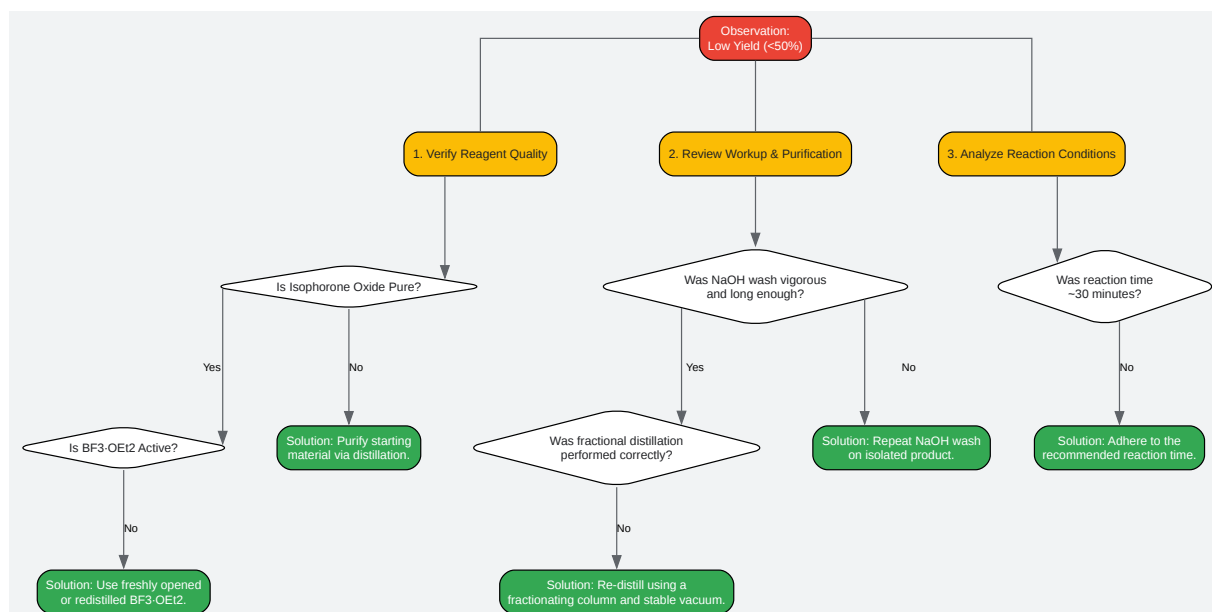 Observation:
Low Yield (<50%)
1. Verify Reagent Quality
2. Review Workup & Purification
3. Analyze Reaction Conditions
Is Isophorone Oxide Pure?
Was NaOH wash vigorous
and long enough?
Was reaction time
~30 minutes?
Yes
No
Yes
No
No
Is BF3·OEt2 Active?
Solution: Purify starting
material via distillation.
Was fractional distillation
performed correctly?
Solution: Repeat NaOH wash
on isolated product.
Solution: Adhere to the
recommended reaction time.
No
No
Solution: Use freshly opened
or redistilled BF3·OEt2.
Solution: Re-distill using a
fractionating column and stable vacuum.